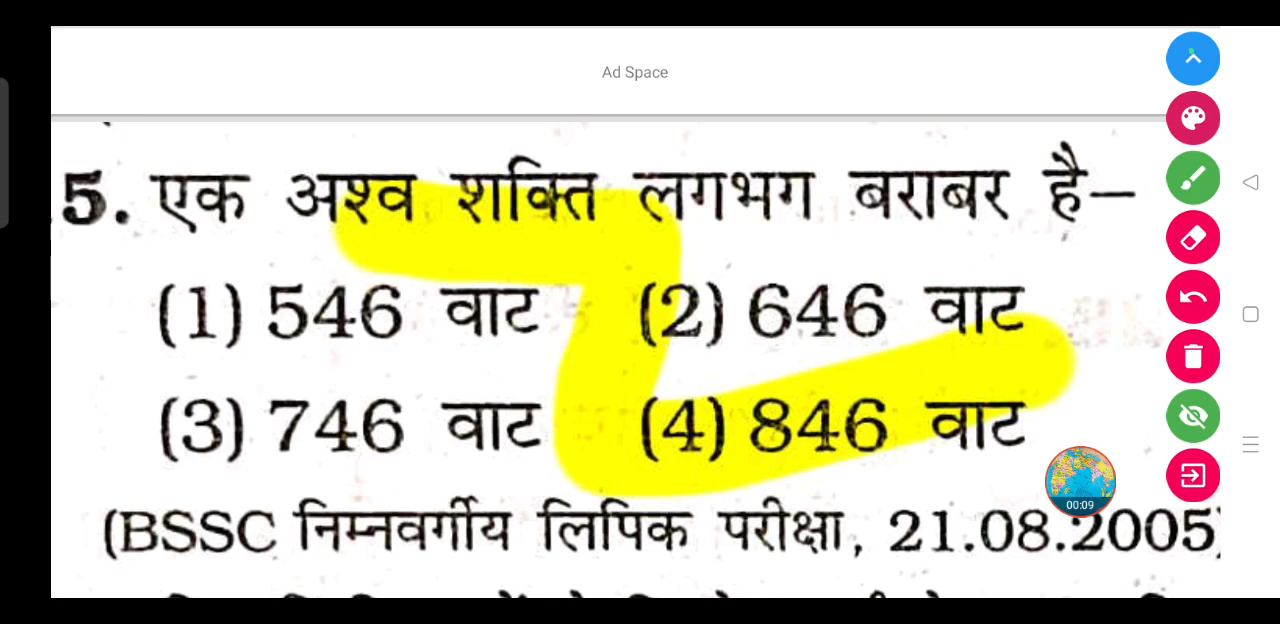 Ad Space
5. एक अश्व शक्ति लगभग बराबर है–
(1) 546 वाट (2) 646 वाट
(3) 746 वाट (4) 846 वाट
00:09
(BSSC निम्नवर्गीय लिपिक परीक्षा, 21.08.2005)